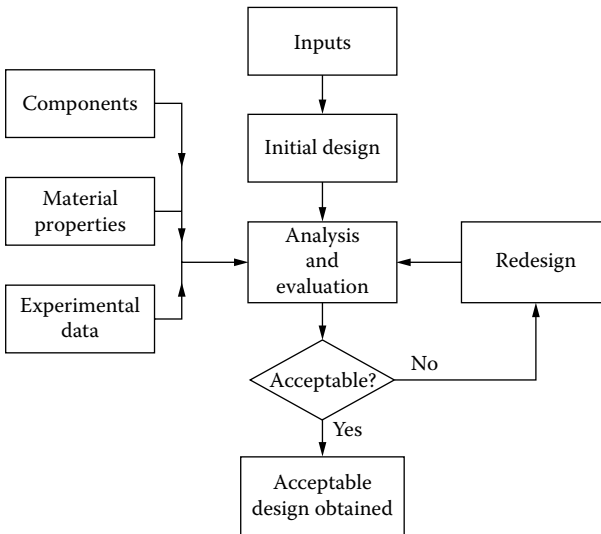 Inputs
Components
Initial design
Material
properties
Analysis
and
evaluation
Redesign
Experimental
data
Acceptable?
No
Yes
Acceptable
design obtained